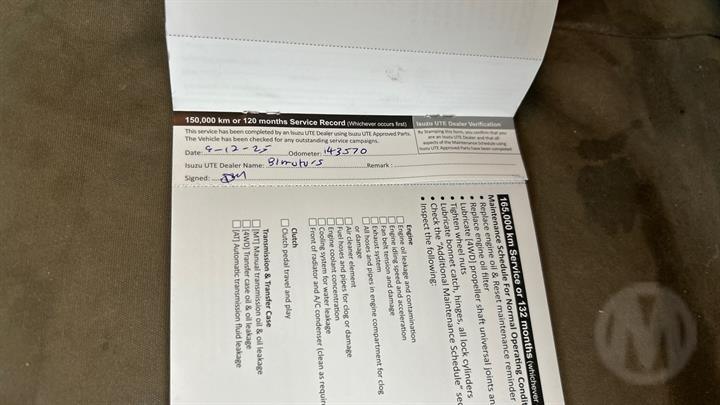 150,000 km or 120 months Service Record (Whichever occurs first)
Isuzu UTE Dealer Verification
This service has been completed by an Isuzu UTE Dealer using Isuzu UTE Approved Parts.
The Vehicle has been checked for any outstanding service campaigns.
By Stamping this form, you confirm that you
are an Isuzu UTE Dealer and that all
aspects of the Maintenance Schedule using
Isuzu UTE Approved Parts have been completed
Date: 9-12-25 Odometer: 143570
Isuzu UTE Dealer Name: Blmotors Remark:
Signed:
165,000 km Service or 132 months (whichever
Maintenance Schedule For Normal Operating Condit
• Replace engine oil & Reset maintenance reminder
• Replace engine oil filter
• Lubricate [4WD] propeller shaft universal joints an
• Tighten wheel nuts
• Lubricate bonnet catch, hinges, all lock cylinders
• Check the "Additional Maintenance Schedule" sec
• Inspect the following:
Engine
Engine oil leakage and contamination
Engine idling speed and acceleration
Fan belt tension and damage
Exhaust system
All hoses and pipes in engine compartment for clog
or damage
Air cleaner element
Fuel hoses and pipes for clog or damage
Engine coolant concentration
Cooling system for water leakage
Front of radiator and A/C condenser (clean as requir
Clutch
Clutch pedal travel and play
Transmission & Transfer Case
[MT] Manual transmission oil & oil leakage
[4WD] Transfer case oil & oil leakage
[AT] Automatic transmission fluid leakage
M